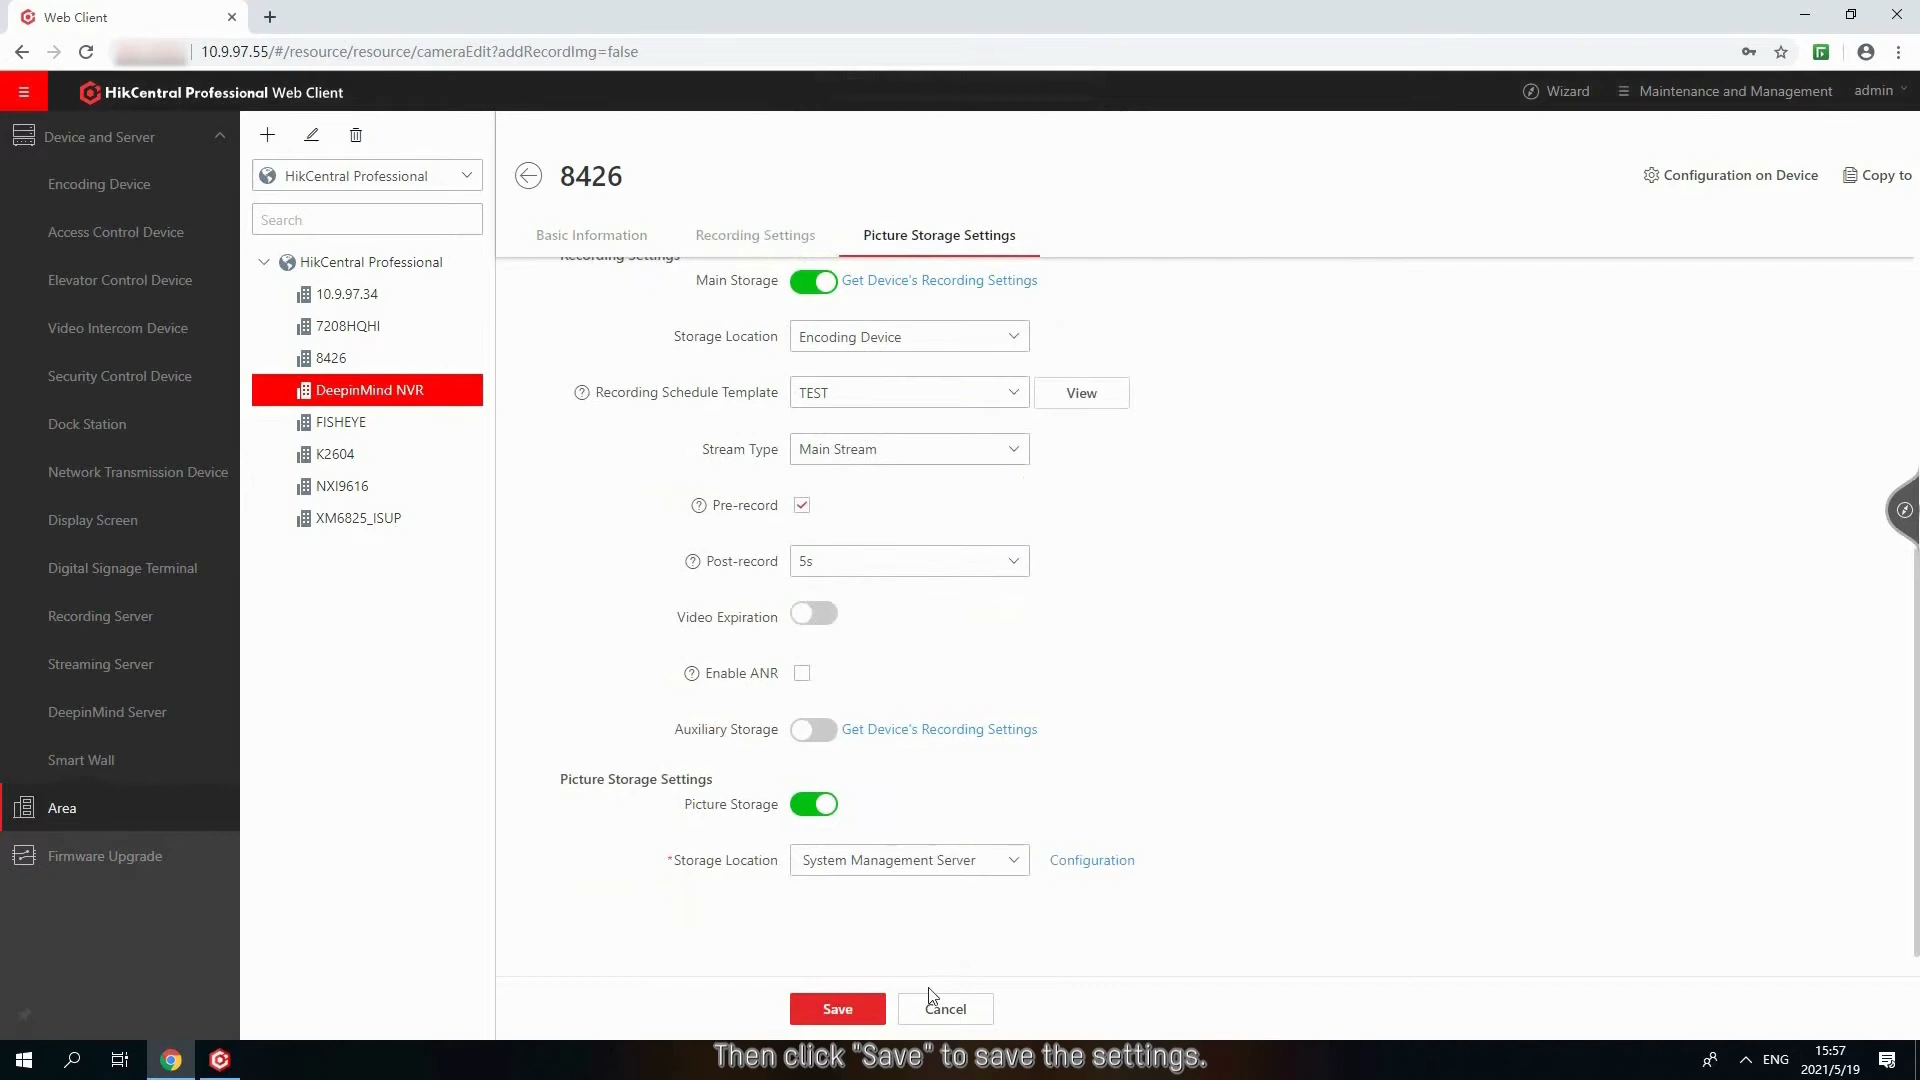 Web Client
10.9.97.55/#/resource/resource/cameraEdit?addRecordImg=false
HikCentral Professional Web Client
Wizard
Maintenance and Management
admin
Device and Server
Encoding Device
Access Control Device
Elevator Control Device
Video Intercom Device
Security Control Device
Dock Station
Network Transmission Device
Display Screen
Digital Signage Terminal
Recording Server
Streaming Server
DeepinMind Server
Smart Wall
Area
Firmware Upgrade
HikCentral Professional
Search
HikCentral Professional
10.9.97.34
7208HQHI
8426
DeepinMind NVR
FISHEYE
K2604
NXI9616
XM6825_ISUP
8426
Configuration on Device
Copy to
Basic Information
Recording Settings
Picture Storage Settings
Recording Settings
Main Storage
Get Device's Recording Settings
Storage Location
Encoding Device
Recording Schedule Template
TEST
View
Stream Type
Main Stream
Pre-record
Post-record
5s
Video Expiration
Enable ANR
Auxiliary Storage
Get Device's Recording Settings
Picture Storage Settings
Picture Storage
*Storage Location
System Management Server
Configuration
Save
Cancel
Then click "Save" to save the settings.
ENG
15:57
2021/5/19